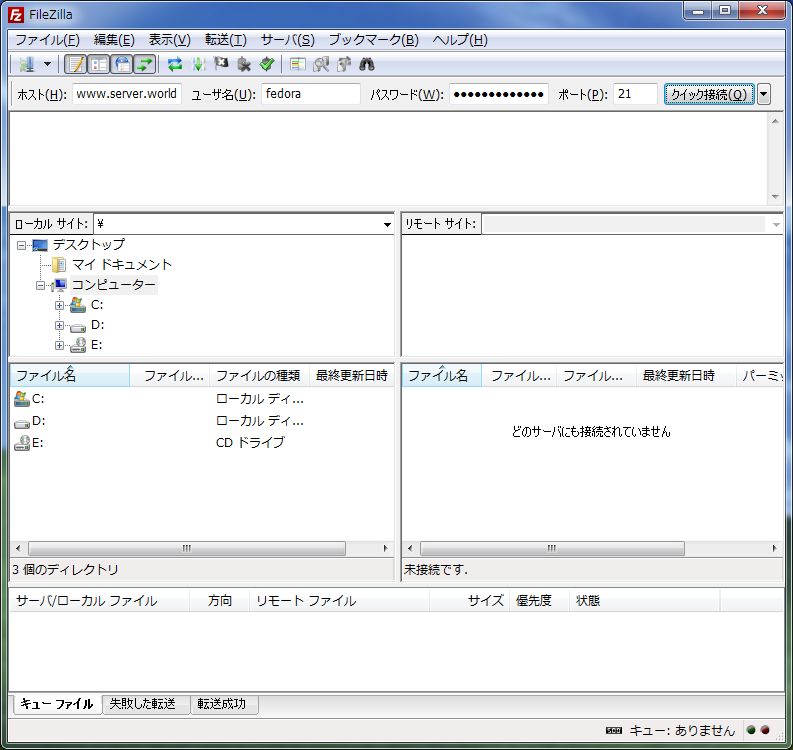 FileZilla
ファイル(F) 編集(E) 表示(V) 転送(T) サーバ(S) ブックマーク(B) ヘルプ(H)
ホスト(H): www.server.world ユーザ名(U): fedora パスワード(W): ●●●●●●●●●●●●● ポート(P): 21 クイック接続(Q)
ローカル サイト: ¥
リモート サイト:
デスクトップ
マイ ドキュメント
コンピューター
C:
D:
E:
ファイル名 ファイル... ファイルの種類 最終更新日時
C: ローカル ディ...
D: ローカル ディ...
E: CD ドライブ
3 個のディレクトリ
ファイル名 ファイル... ファイル... 最終更新日時 パーミッ
どのサーバにも接続されていません
未接続です.
サーバ/ローカル ファイル 方向 リモート ファイル サイズ 優先度 状態
キュー ファイル 失敗した転送 転送成功
キュー: ありません